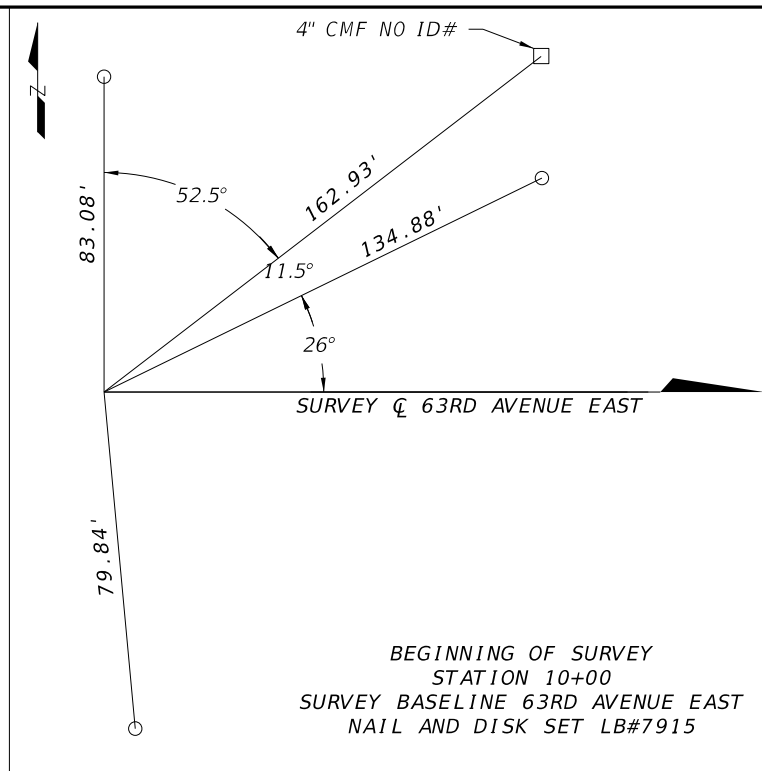 4" CMF NO ID#
N
52.5°
162.93'
83.08'
134.88'
11.5°
26°
SURVEY ℄ 63RD AVENUE EAST
79.84'
BEGINNING OF SURVEY
STATION 10+00
SURVEY BASELINE 63RD AVENUE EAST
NAIL AND DISK SET LB#7915